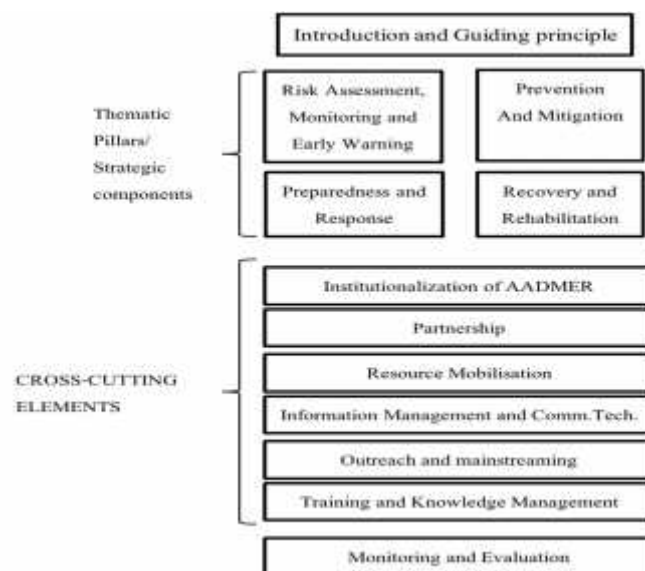 Introduction and Guiding principle
Thematic
Pillars/
Strategic
components
Risk Assessment,
Monitoring and
Early Warning
Prevention
And Mitigation
Preparedness and
Response
Recovery and
Rehabilitation
CROSS-CUTTING
ELEMENTS
Institutionalization of AADMER
Partnership
Resource Mobilisation
Information Management and Comm.Tech.
Outreach and mainstreaming
Training and Knowledge Management
Monitoring and Evaluation